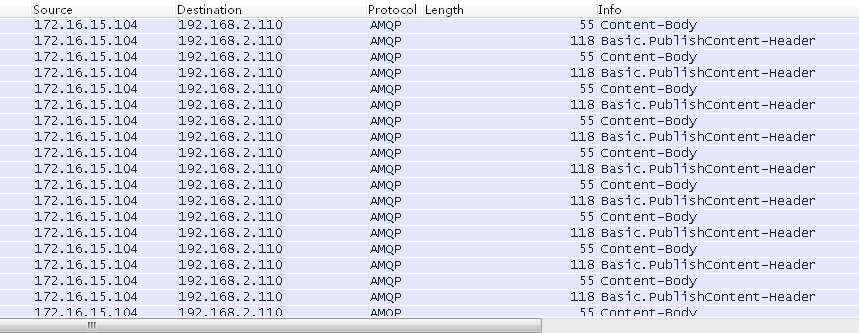 Source Destination Protocol Length Info
172.16.15.104 192.168.2.110 AMQP 55 Content-Body
172.16.15.104 192.168.2.110 AMQP 118 Basic.PublishContent-Header
172.16.15.104 192.168.2.110 AMQP 55 Content-Body
172.16.15.104 192.168.2.110 AMQP 118 Basic.PublishContent-Header
172.16.15.104 192.168.2.110 AMQP 55 Content-Body
172.16.15.104 192.168.2.110 AMQP 118 Basic.PublishContent-Header
172.16.15.104 192.168.2.110 AMQP 55 Content-Body
172.16.15.104 192.168.2.110 AMQP 118 Basic.PublishContent-Header
172.16.15.104 192.168.2.110 AMQP 55 Content-Body
172.16.15.104 192.168.2.110 AMQP 118 Basic.PublishContent-Header
172.16.15.104 192.168.2.110 AMQP 55 Content-Body
172.16.15.104 192.168.2.110 AMQP 118 Basic.PublishContent-Header
172.16.15.104 192.168.2.110 AMQP 55 Content-Body
172.16.15.104 192.168.2.110 AMQP 118 Basic.PublishContent-Header
172.16.15.104 192.168.2.110 AMQP 55 Content-Body
172.16.15.104 192.168.2.110 AMQP 118 Basic.PublishContent-Header
172.16.15.104 192.168.2.110 AMQP 55 Content-Body
172.16.15.104 192.168.2.110 AMQP 118 Basic.PublishContent-Header
172.16.15.104 192.168.2.110 AMQP 55 Content-Body